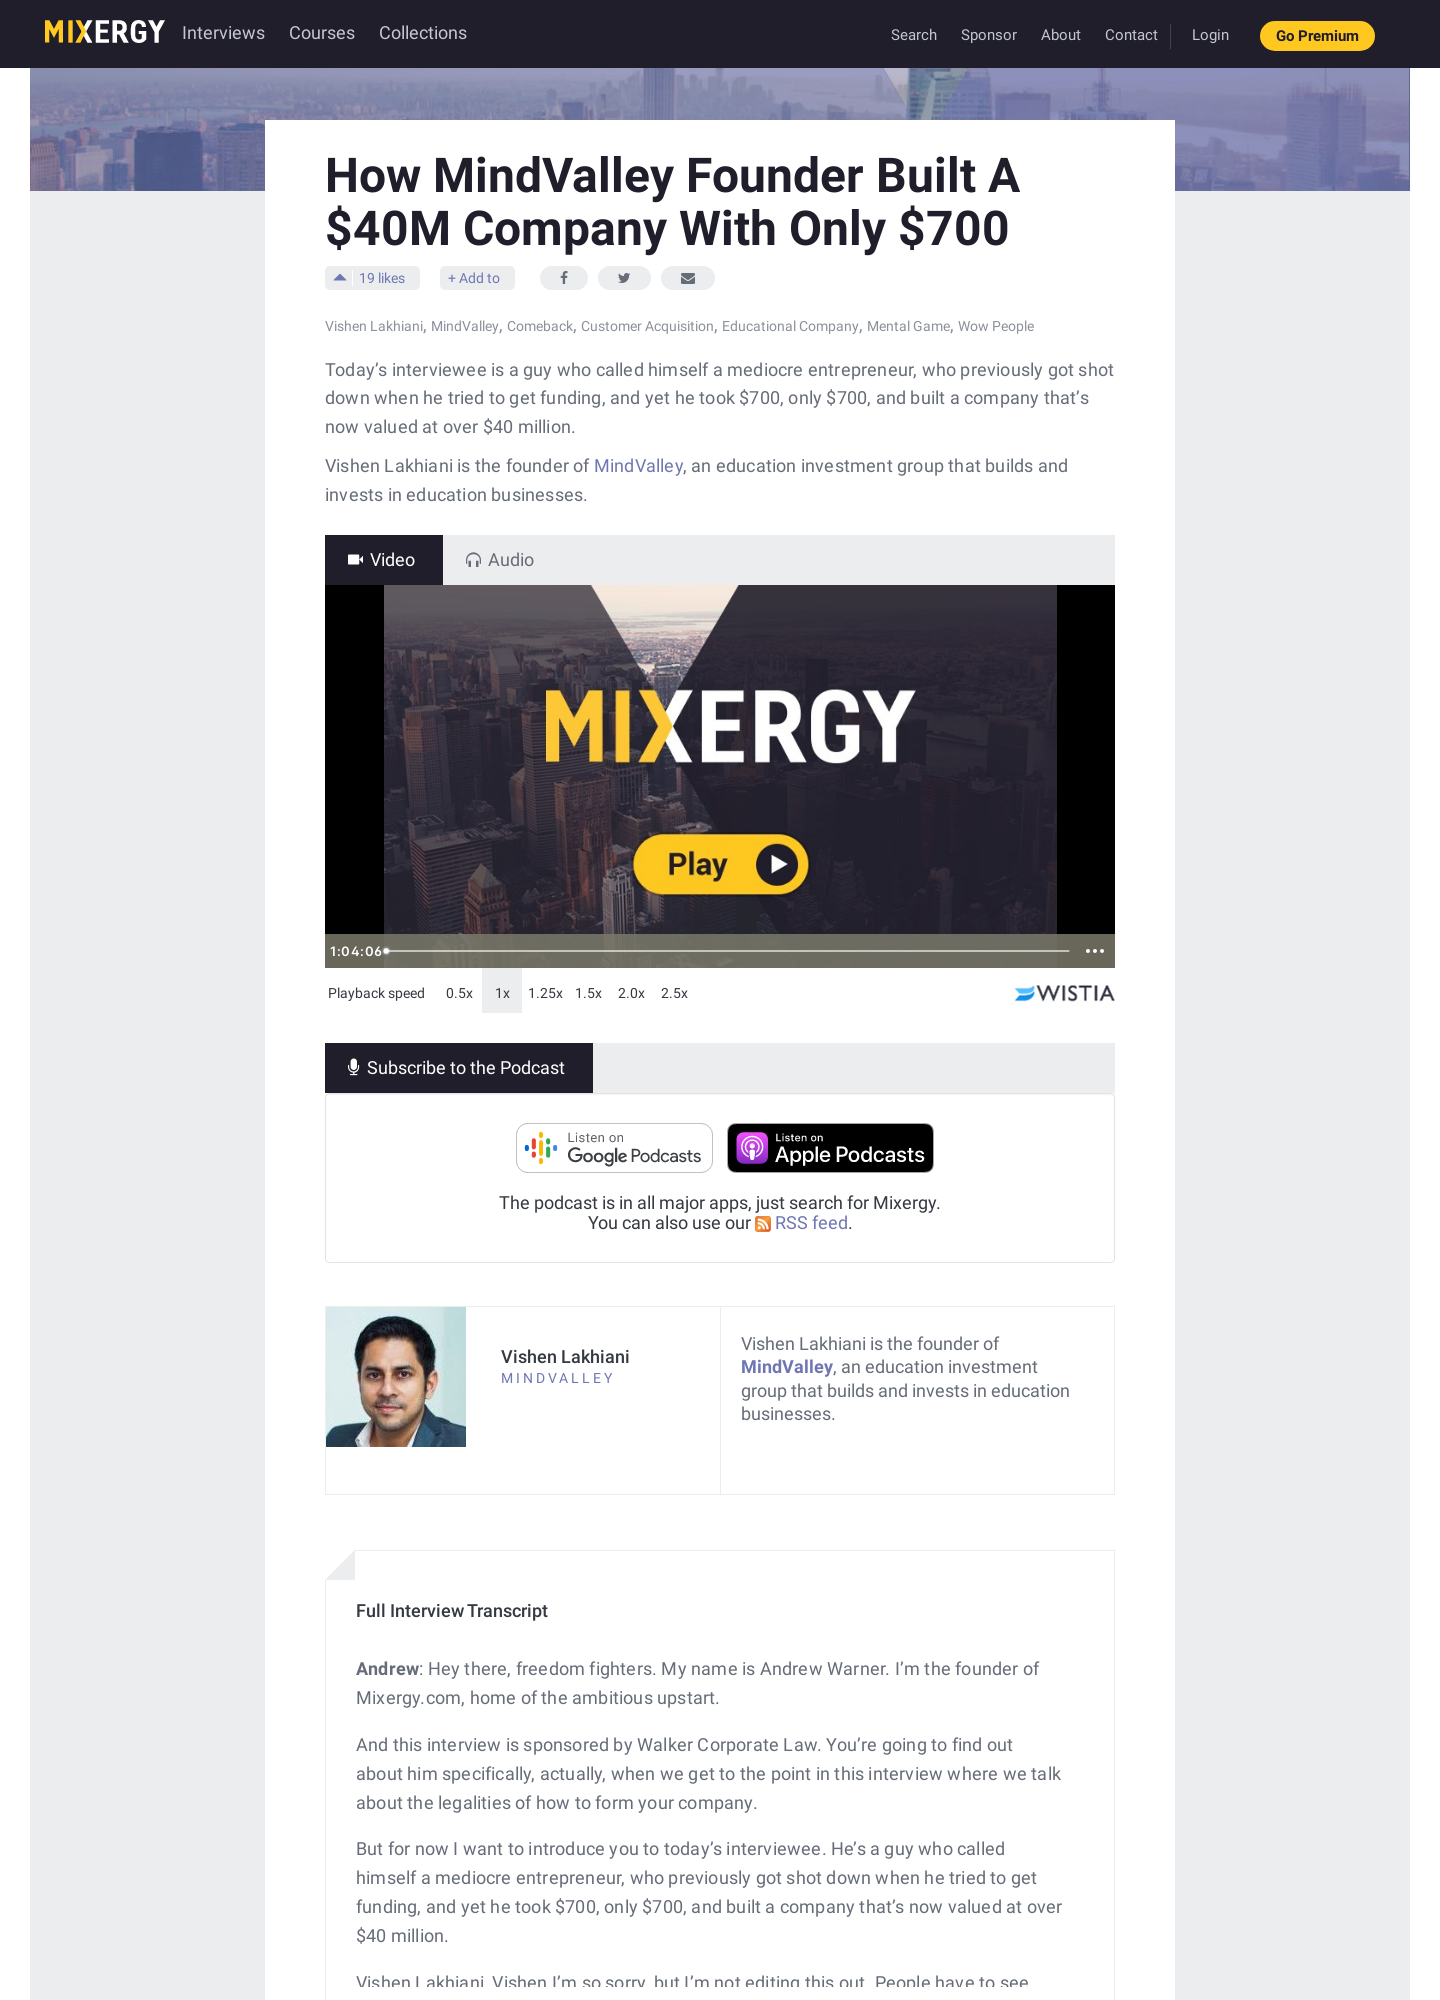 MIXERGY Interviews Courses Collections Search Sponsor About Contact Login Go Premium
How MindValley Founder Built A
$40M Company With Only $700
19 likes + Add to
Vishen Lakhiani, MindValley, Comeback, Customer Acquisition, Educational Company, Mental Game, Wow People
Today’s interviewee is a guy who called himself a mediocre entrepreneur, who previously got shot
down when he tried to get funding, and yet he took $700, only $700, and built a company that’s
now valued at over $40 million.
Vishen Lakhiani is the founder of MindValley, an education investment group that builds and
invests in education businesses.
Video Audio
MIXERGY
Play
1:04:06
Playback speed 0.5x 1x 1.25x 1.5x 2.0x 2.5x WISTIA
Subscribe to the Podcast
Listen on
Google Podcasts
Listen on
Apple Podcasts
The podcast is in all major apps, just search for Mixergy.
You can also use our RSS feed.
Vishen Lakhiani
MINDVALLEY
Vishen Lakhiani is the founder of
MindValley, an education investment
group that builds and invests in education
businesses.
Full Interview Transcript
Andrew: Hey there, freedom fighters. My name is Andrew Warner. I’m the founder of
Mixergy.com, home of the ambitious upstart.
And this interview is sponsored by Walker Corporate Law. You’re going to find out
about him specifically, actually, when we get to the point in this interview where we talk
about the legalities of how to form your company.
But for now I want to introduce you to today’s interviewee. He’s a guy who called
himself a mediocre entrepreneur, who previously got shot down when he tried to get
funding, and yet he took $700, only $700, and built a company that’s now valued at over
$40 million.
Vishen Lakhiani. Vishen I’m so sorry, but I’m not editing this out. People have to see